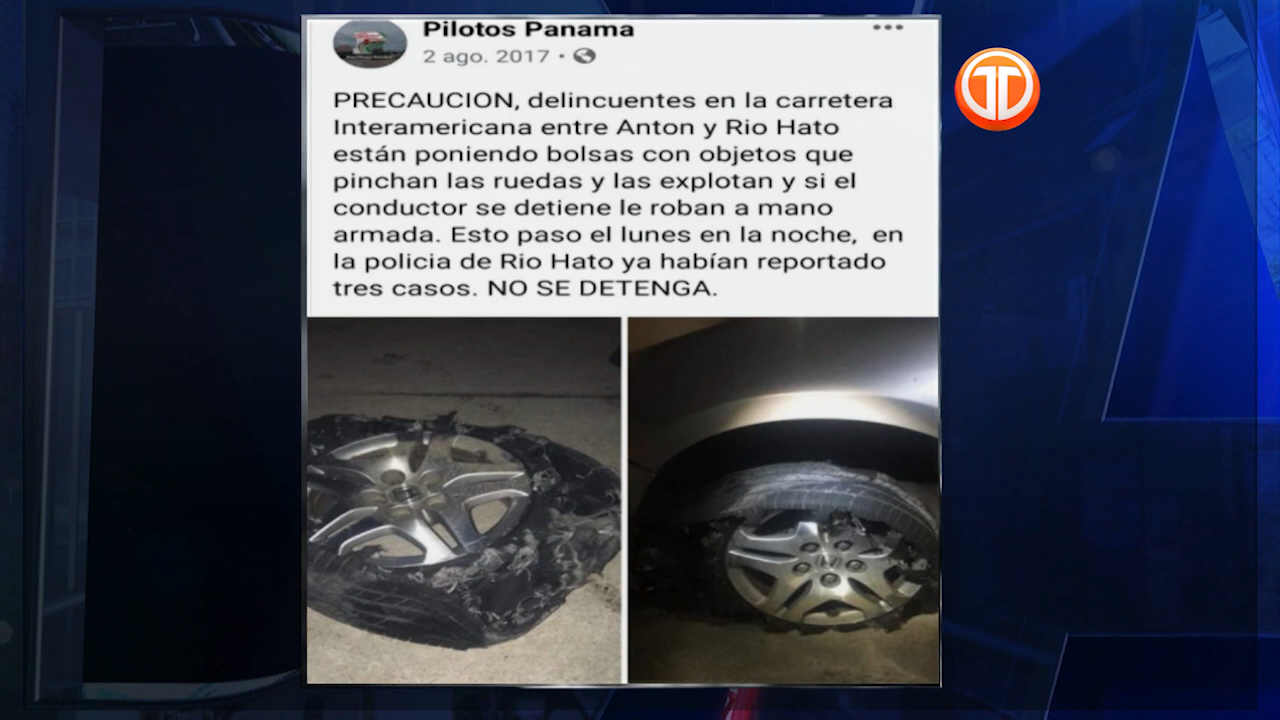 Pilotos Panama
2 ago. 2017
PRECAUCION, delincuentes en la carretera
Interamericana entre Anton y Rio Hato
están poniendo bolsas con objetos que
pinchan las ruedas y las explotan y si el
conductor se detiene le roban a mano
armada. Esto paso el lunes en la noche, en
la policia de Rio Hato ya habían reportado
tres casos. NO SE DETENGA.